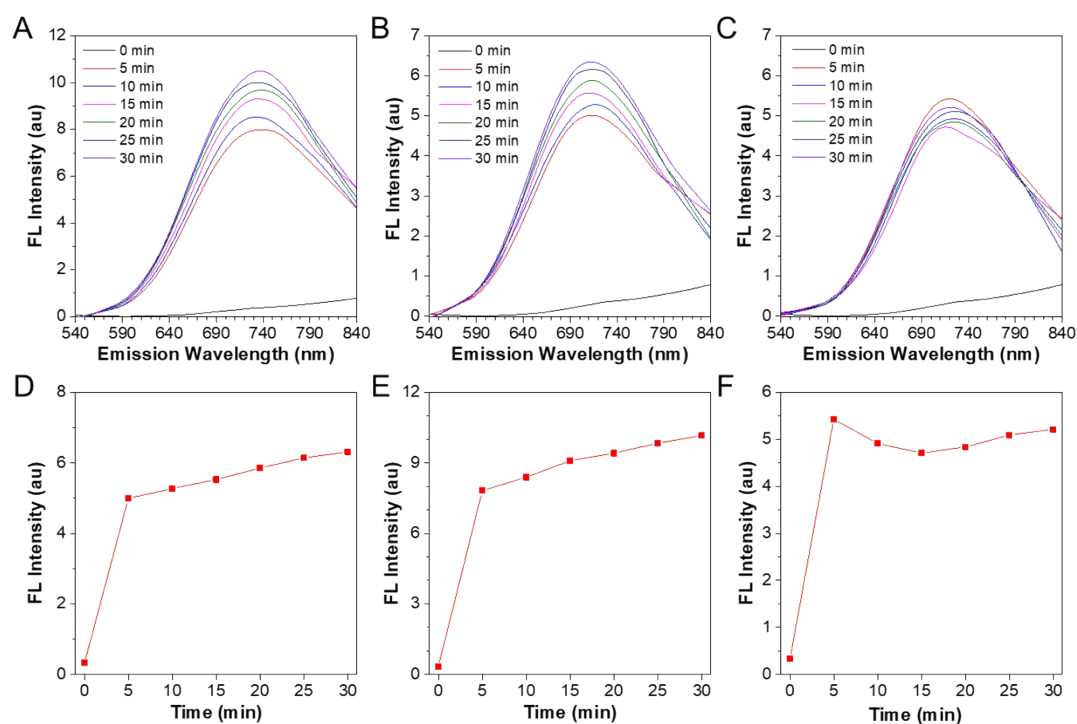 A
12
10
8
6
4
2
0
FL Intensity (au)
0 min
5 min
10 min
15 min
20 min
25 min
30 min
540 590 640 690 740 790 840
Emission Wavelength (nm)
B
7
6
5
4
3
2
1
0
FL Intensity (au)
0 min
5 min
10 min
15 min
20 min
25 min
30 min
540 590 640 690 740 790 840
Emission Wavelength (nm)
C
7
6
5
4
3
2
1
0
FL Intensity (au)
0 min
5 min
10 min
15 min
20 min
25 min
30 min
540 590 640 690 740 790 840
Emission Wavelength (nm)
D
8
6
4
2
0
FL Intensity (au)
0 5 10 15 20 25 30
Time (min)
E
12
9
6
3
0
FL Intensity (au)
0 5 10 15 20 25 30
Time (min)
F
6
5
4
3
2
1
0
FL Intensity (au)
0 5 10 15 20 25 30
Time (min)